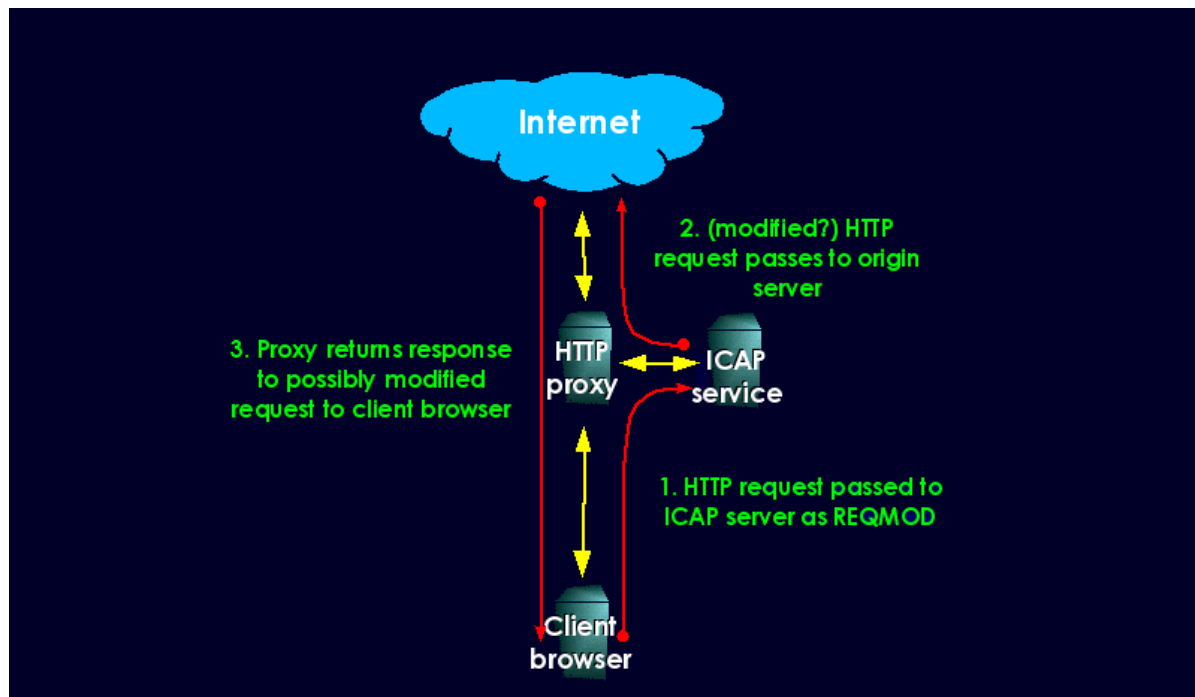 Internet
2. (modified?) HTTP
request passes to origin
server
3. Proxy returns response
to possibly modified
request to client browser
HTTP
proxy
ICAP
service
1. HTTP request passed to
ICAP server as REQMOD
Client
browser